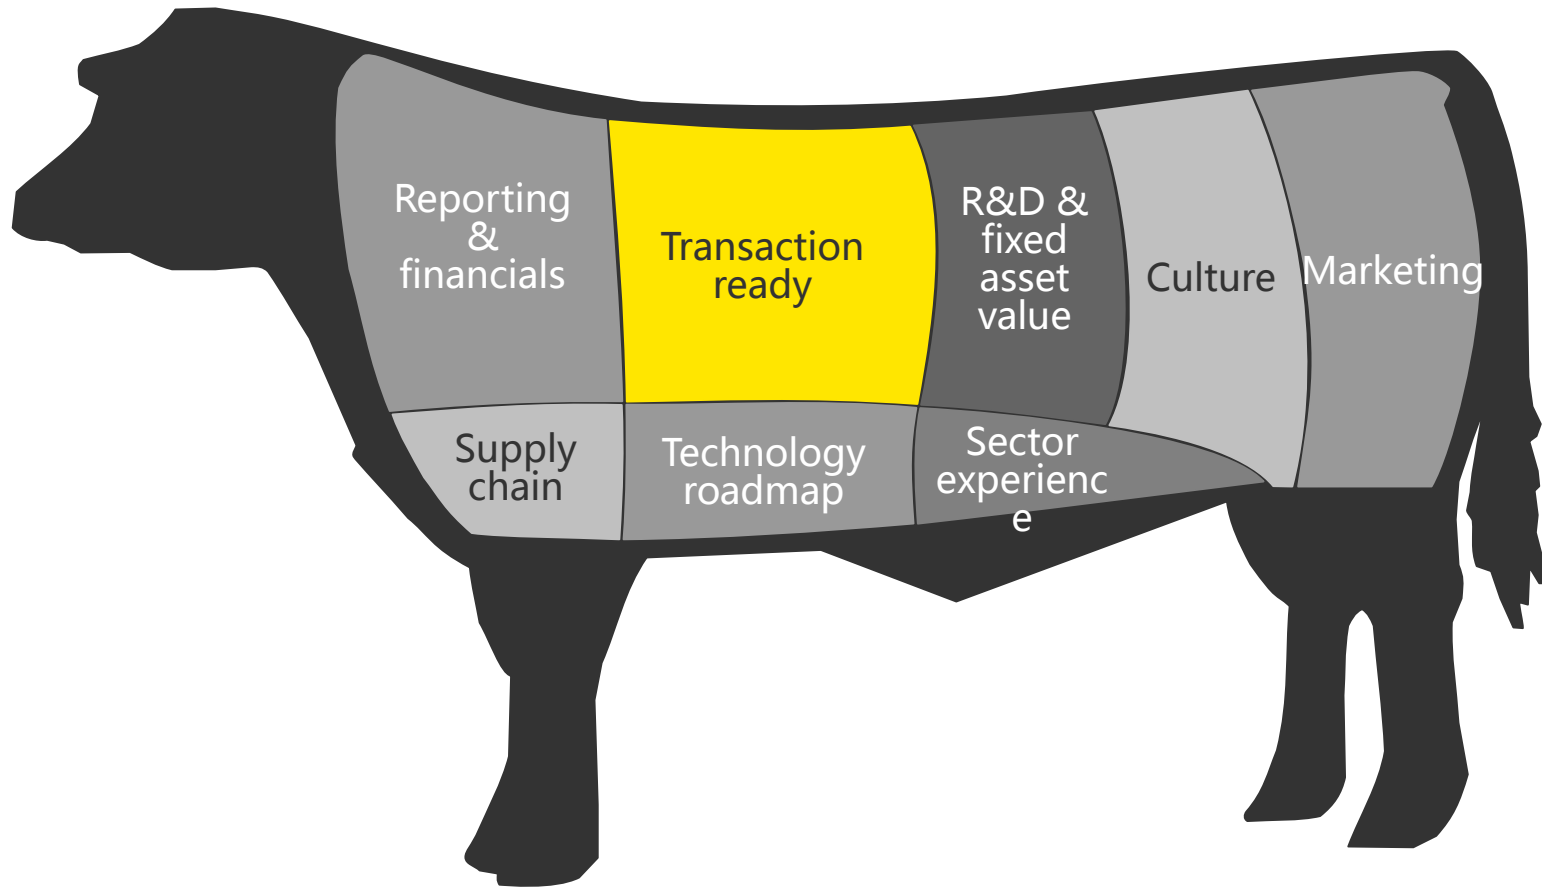 Reporting
&
financials
Transaction
ready
R&D &
fixed
asset
value
Culture
Marketing
Supply
chain
Technology
roadmap
Sector
experienc
e